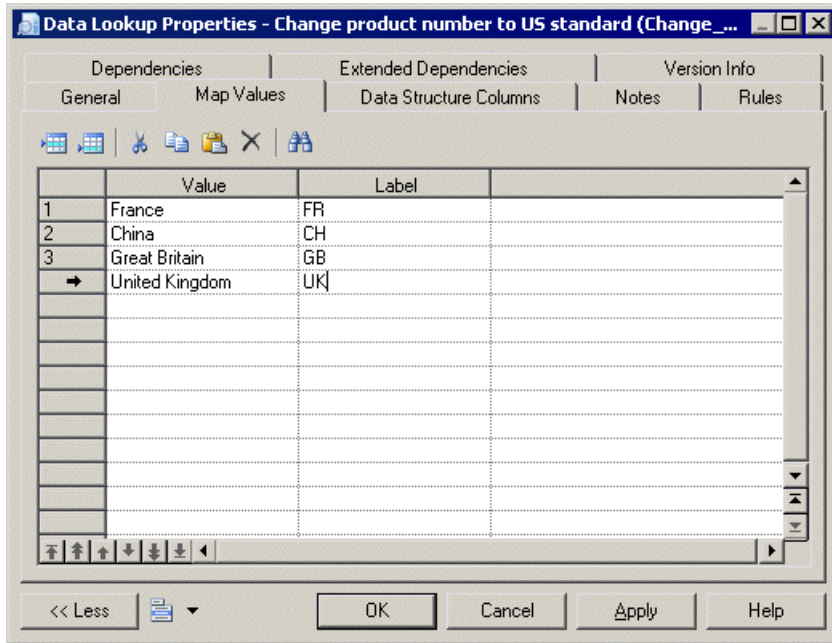 Data Lookup Properties - Change product number to US standard (Change_...
Dependencies Extended Dependencies Version Info
General Map Values Data Structure Columns Notes Rules
Value Label
1 France FR
2 China CH
3 Great Britain GB
United Kingdom UK
<< Less OK Cancel Apply Help